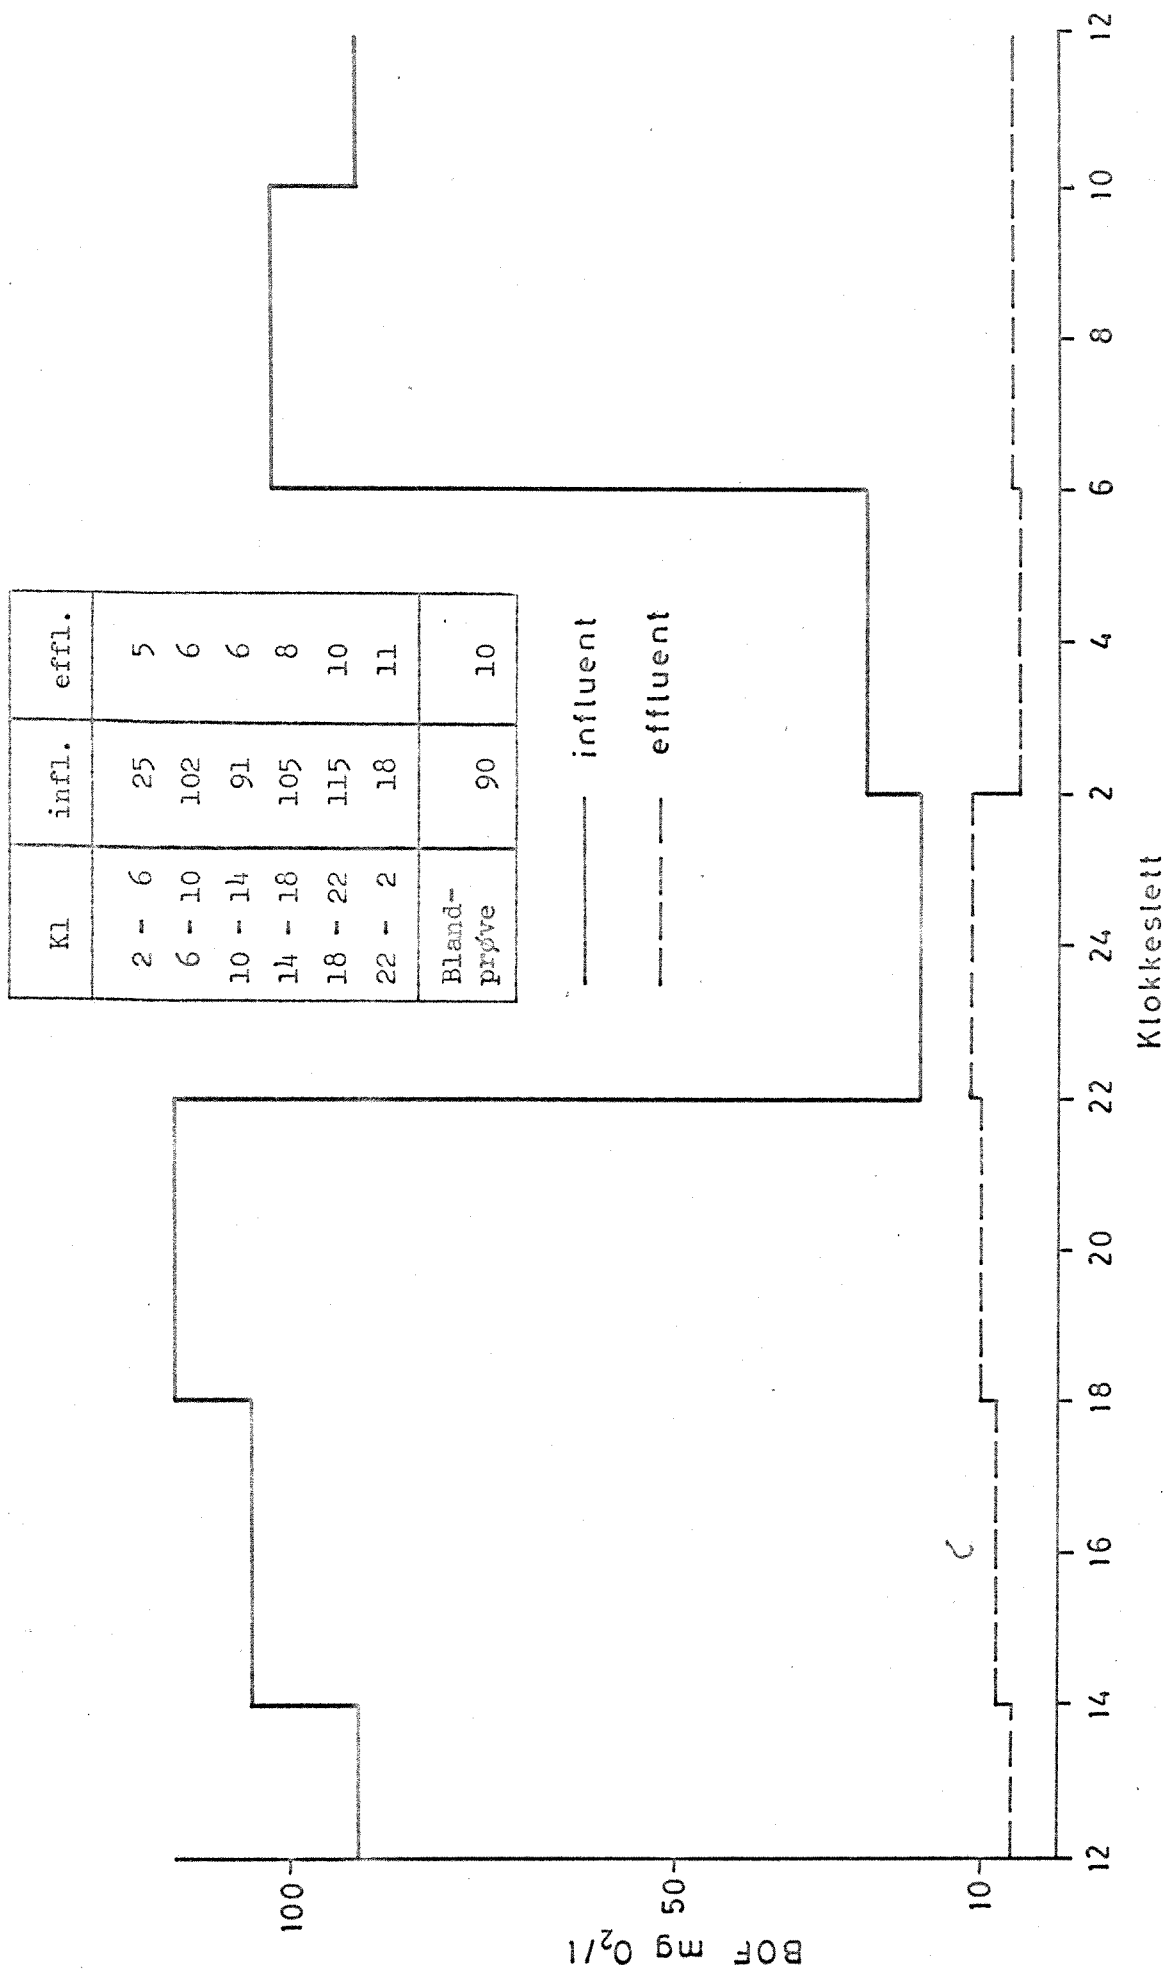 Kl infl. effl.
2 - 6 25 5
6 - 10 102 6
10 - 14 91 6
14 - 18 105 8
18 - 22 115 10
22 - 2 18 11
Bland-
prøve 90 10
influent
effluent
BOF mg O₂/l
100
50
10
12 14 16 18 20 22 24 2 4 6 8 10 12
Klokkeslett